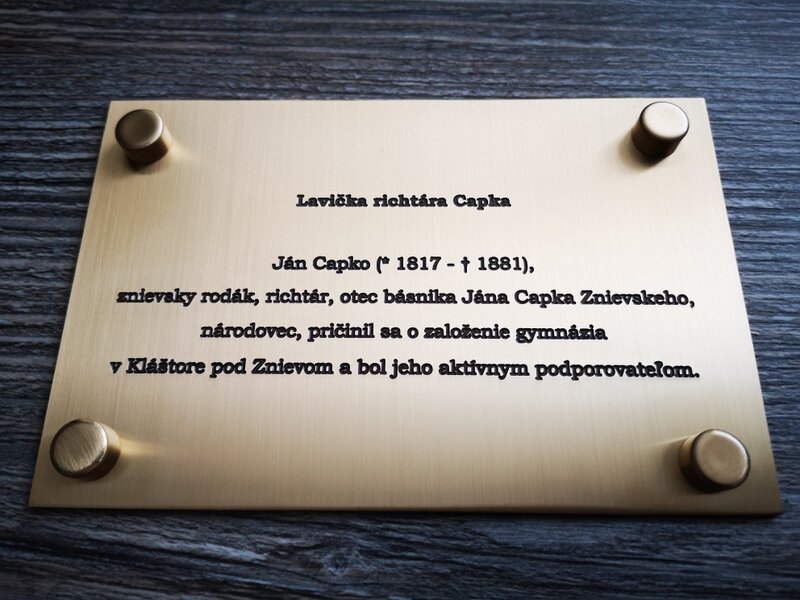 Lavička richtára Capka
Ján Capko (* 1817 - † 1881),
znievsky rodák, richtár, otec básnika Jána Capka Znievskeho,
národovec, pričinil sa o založenie gymnázia
v Kláštore pod Znievom a bol jeho aktívnym podporovateľom.